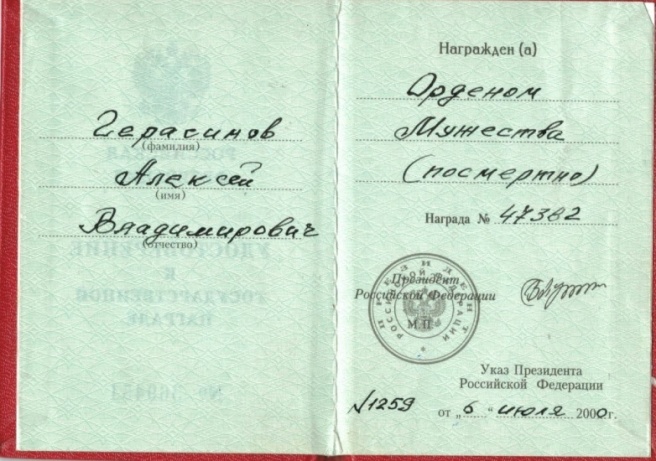 Герасимов
(фамилия)
Алексей
(имя)
Владимирович
(отчество)
Награжден (а)
Орденом
Мужества
(посмертно)
Награда № 47382
Президент
Российской Федерации
М.П.
Указ Президента
Российской Федерации
№1259 от „6“ июля 2000г.